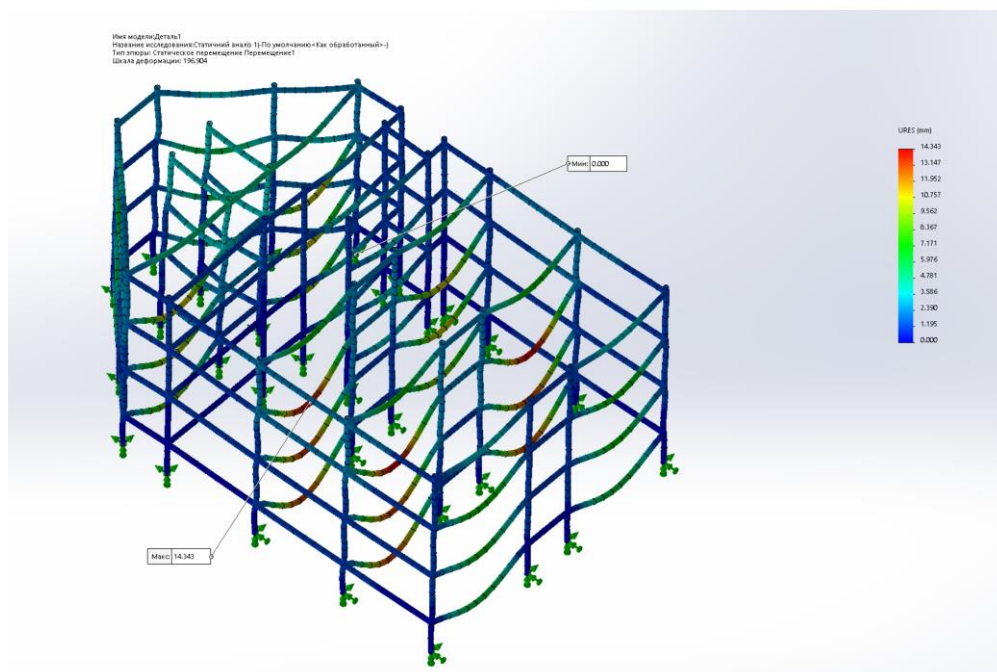 Имя модели:Деталь1
Название исследования:Статичний аналіз 1(-По умолчанию<Как обработанный>-)
Тип эпюры: Статическое перемещение Перемещение1
Шкала деформации: 196.904
URES (mm)
14.343
13.147
11.952
10.757
9.562
8.367
7.171
5.976
4.781
3.586
2.390
1.195
0.000
Мин: 0.000
Макс: 14.343